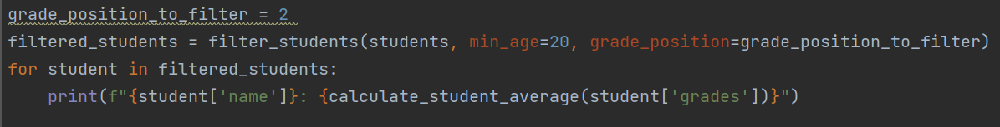 grade_position_to_filter = 2
filtered_students = filter_students(students, min_age=20, grade_position=grade_position_to_filter)
for student in filtered_students:
    print(f"{student['name']}: {calculate_student_average(student['grades'])}")